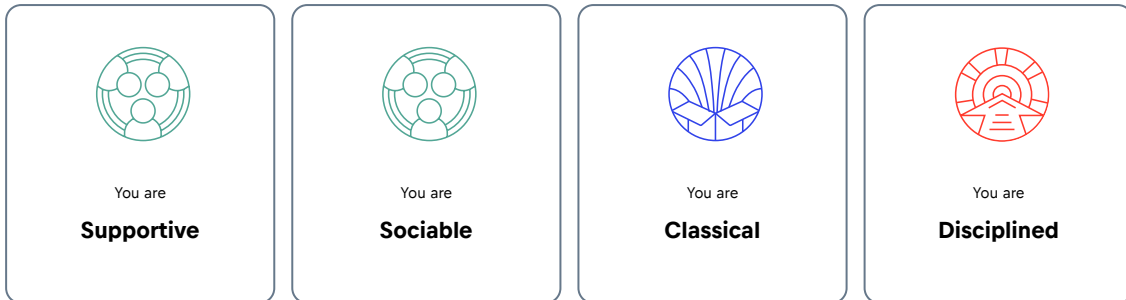 You are
Supportive
You are
Sociable
You are
Classical
You are
Disciplined